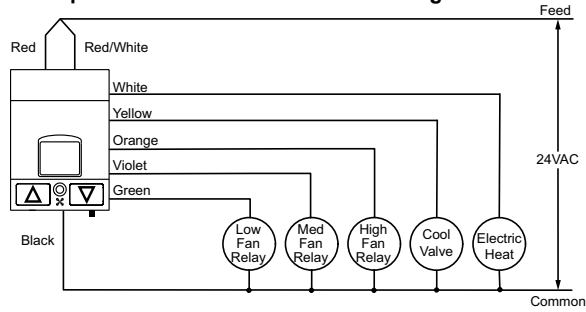 Feed
Red
Red/White
White
Yellow
Orange
24VAC
Violet
Green
Black
Low
Fan
Relay
Med
Fan
Relay
High
Fan
Relay
Cool
Valve
Electric
Heat
Common